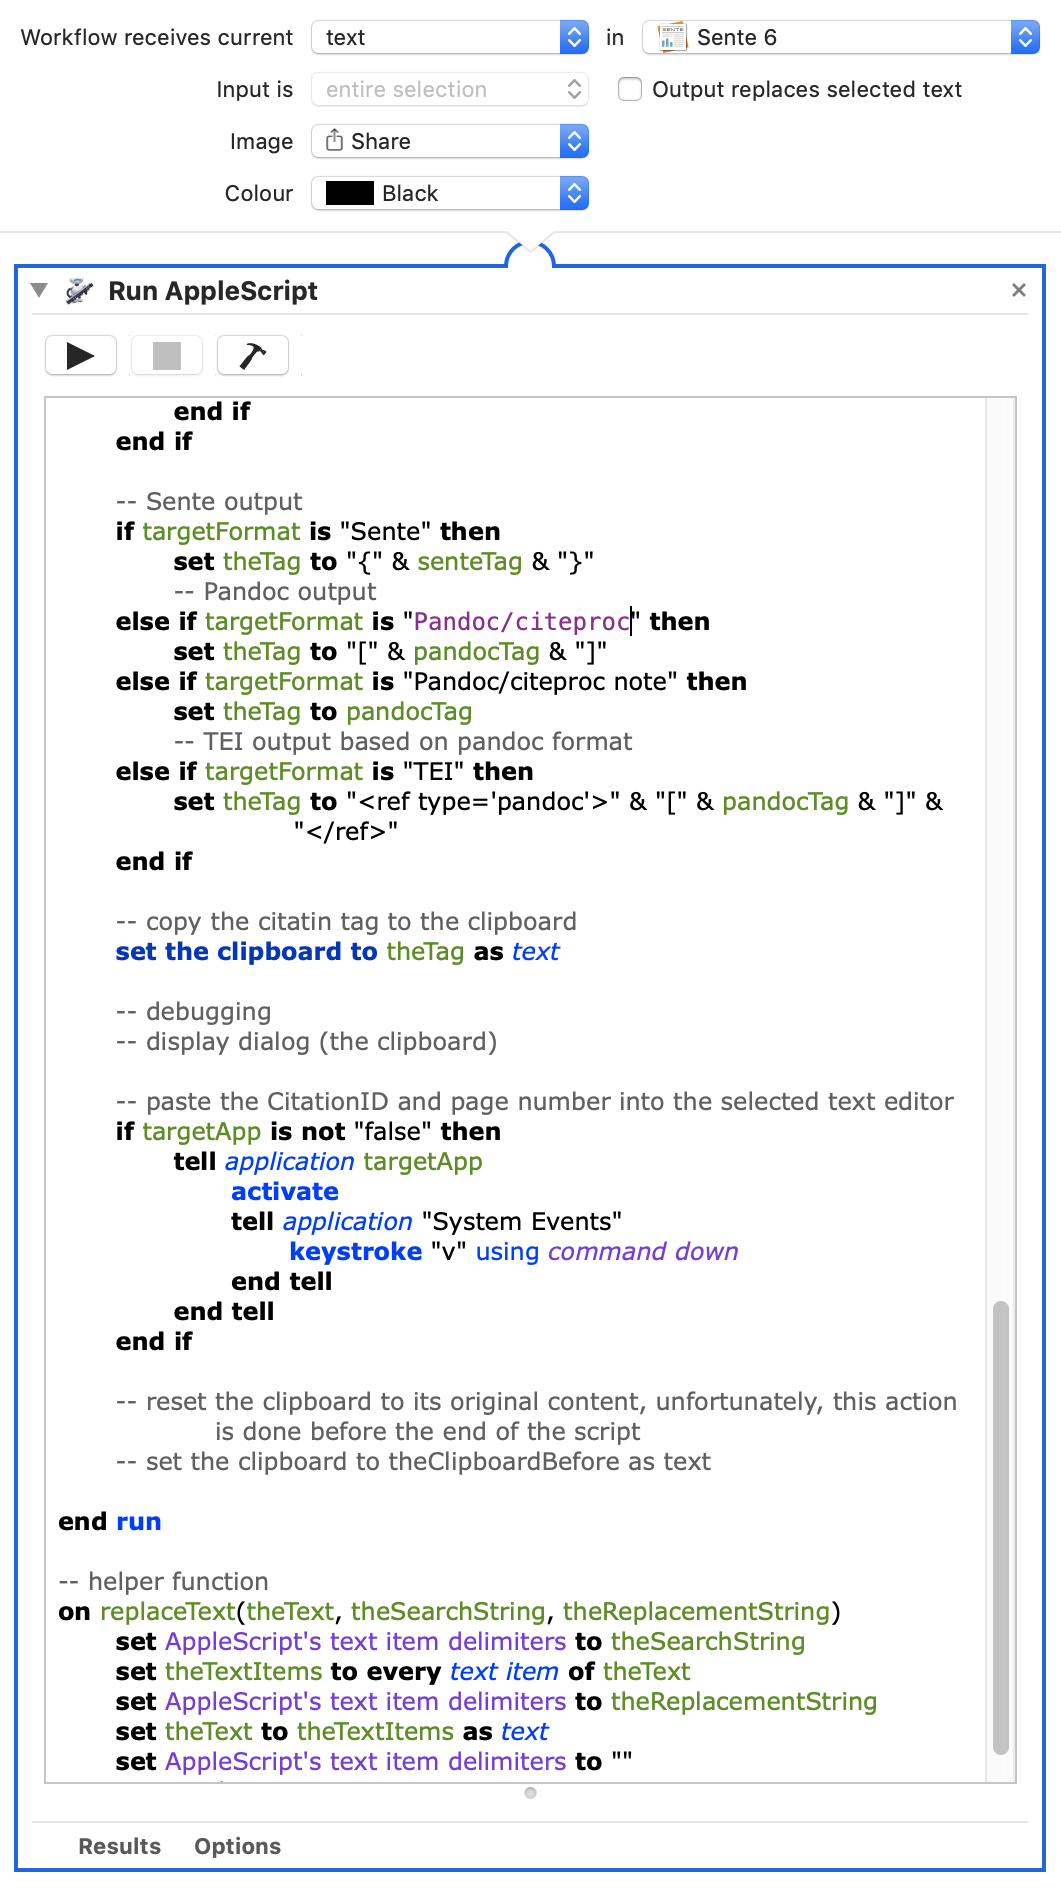 Workflow receives current text in Sente 6
Input is entire selection Output replaces selected text
Image Share
Colour Black
Run AppleScript
end if
end if
-- Sente output
if targetFormat is "Sente" then
set theTag to "{" & senteTag & "}"
-- Pandoc output
else if targetFormat is "Pandoc/citeproc" then
set theTag to "[" & pandocTag & "]"
else if targetFormat is "Pandoc/citeproc note" then
set theTag to pandocTag
-- TEI output based on pandoc format
else if targetFormat is "TEI" then
set theTag to "<ref type='pandoc'>" & "[" & pandocTag & "]" &
"</ref>"
end if
-- copy the citatin tag to the clipboard
set the clipboard to theTag as text
-- debugging
-- display dialog (the clipboard)
-- paste the CitationID and page number into the selected text editor
if targetApp is not "false" then
tell application targetApp
activate
tell application "System Events"
keystroke "v" using command down
end tell
end tell
end if
-- reset the clipboard to its original content, unfortunately, this action
is done before the end of the script
-- set the clipboard to theClipboardBefore as text
end run
-- helper function
on replaceText(theText, theSearchString, theReplacementString)
set AppleScript's text item delimiters to theSearchString
set theTextItems to every text item of theText
set AppleScript's text item delimiters to theReplacementString
set theText to theTextItems as text
set AppleScript's text item delimiters to ""
Results Options